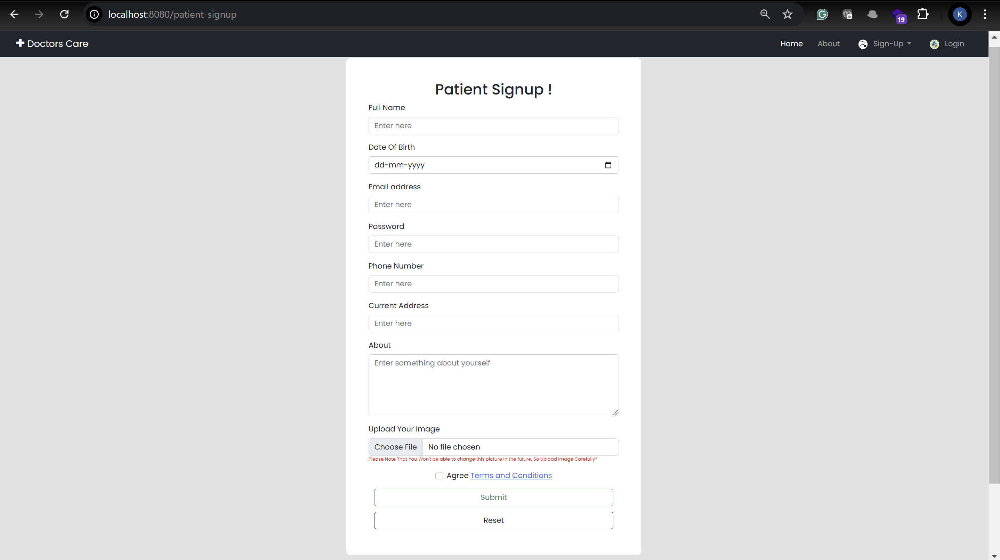 localhost:8080/patient-signup
19
K
Doctors Care
Home
About
Sign-Up
Login
Patient Signup !
Full Name
Enter here
Date Of Birth
dd-mm-yyyy
Email address
Enter here
Password
Enter here
Phone Number
Enter here
Current Address
Enter here
About
Enter something about yourself
Upload Your Image
Choose File No file chosen
Please Note That You Won't be able to change this picture in the future. So Upload Image Carefully*
Agree Terms and Conditions
Submit
Reset